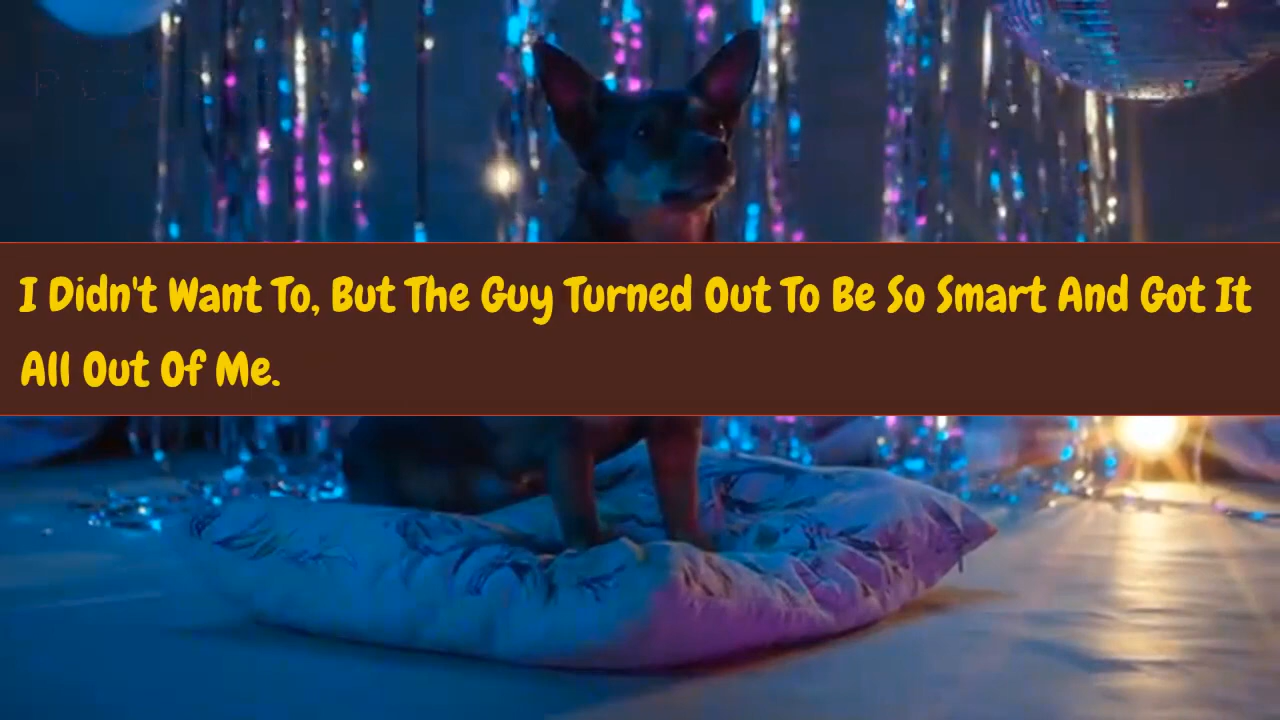 I Didn't Want To, But The Guy Turned Out To Be So Smart And Got It
All Out Of Me.